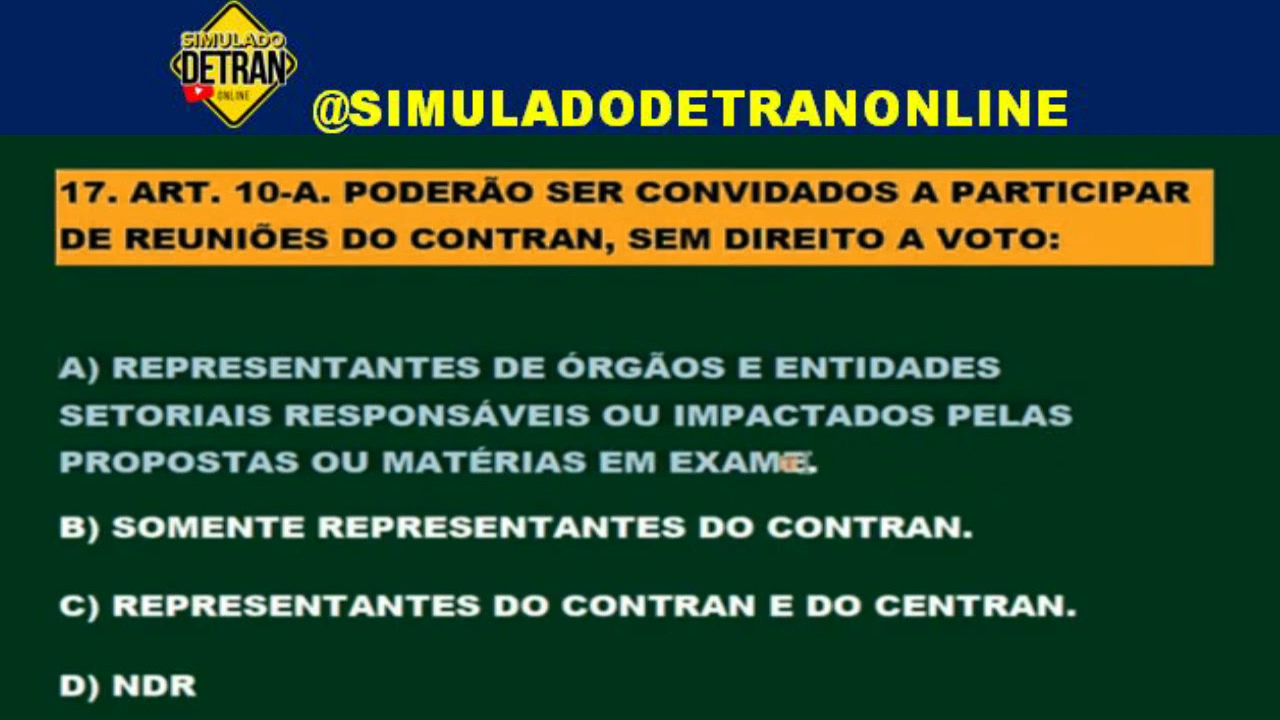 SIMULADO
DETRAN
ONLINE
@SIMULADODETRANONLINE
17. ART. 10-A. PODERÃO SER CONVIDADOS A PARTICIPAR
DE REUNIÕES DO CONTRAN, SEM DIREITO A VOTO:
A) REPRESENTANTES DE ÓRGÃOS E ENTIDADES
SETORIAIS RESPONSÁVEIS OU IMPACTADOS PELAS
PROPOSTAS OU MATÉRIAS EM EXAME.
B) SOMENTE REPRESENTANTES DO CONTRAN.
C) REPRESENTANTES DO CONTRAN E DO CENTRAN.
D) NDR